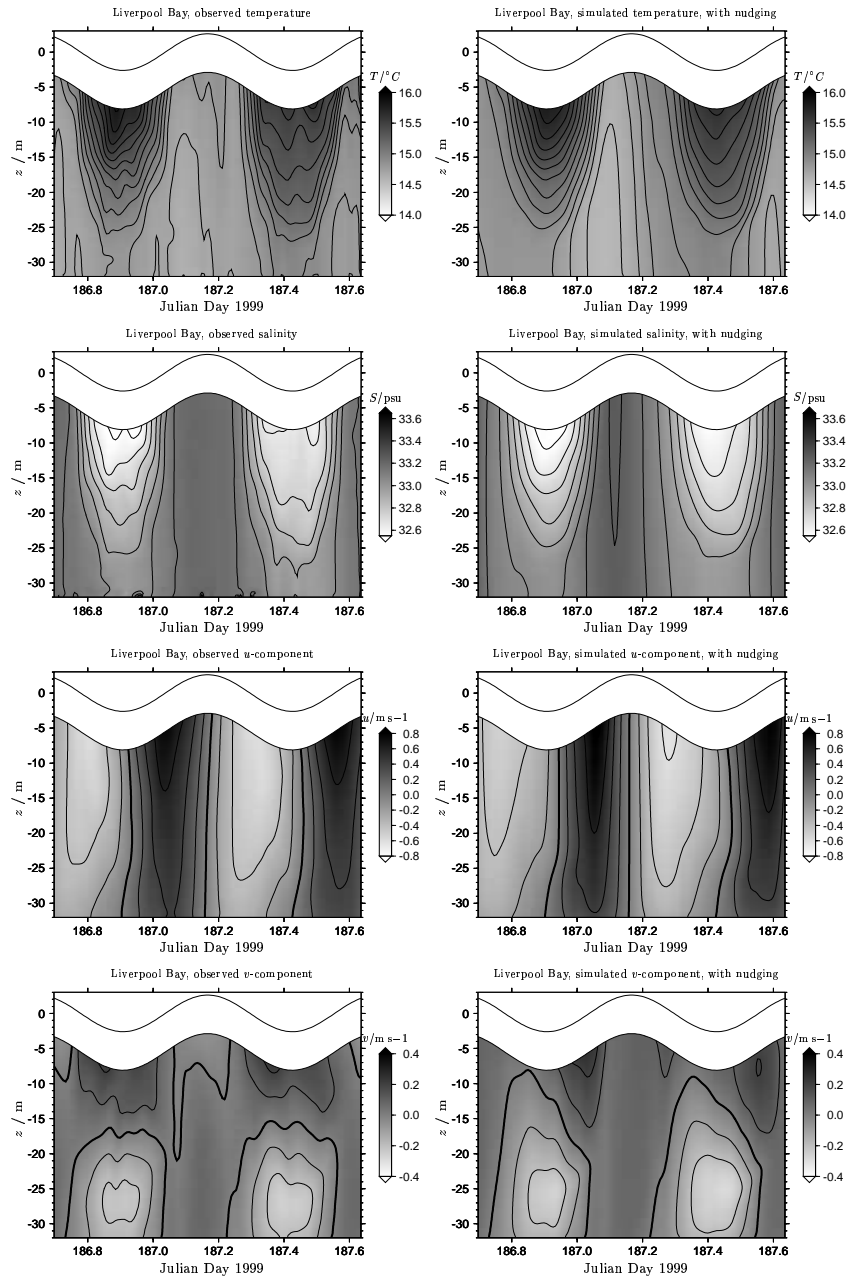 Liverpool Bay, observed temperature
Liverpool Bay, simulated temperature, with nudging
0
-5
-10
-15
-20
-25
-30
z / m
186.8 187.0 187.2 187.4 187.6
Julian Day 1999
T/°C
16.0
15.5
15.0
14.5
14.0
0
-5
-10
-15
-20
-25
-30
z / m
186.8 187.0 187.2 187.4 187.6
Julian Day 1999
T/°C
16.0
15.5
15.0
14.5
14.0
Liverpool Bay, observed salinity
Liverpool Bay, simulated salinity, with nudging
0
-5
-10
-15
-20
-25
-30
z / m
186.8 187.0 187.2 187.4 187.6
Julian Day 1999
S/psu
33.6
33.4
33.2
33.0
32.8
32.6
0
-5
-10
-15
-20
-25
-30
z / m
186.8 187.0 187.2 187.4 187.6
Julian Day 1999
S/psu
33.6
33.4
33.2
33.0
32.8
32.6
Liverpool Bay, observed u-component
Liverpool Bay, simulated u-component, with nudging
0
-5
-10
-15
-20
-25
-30
z / m
186.8 187.0 187.2 187.4 187.6
Julian Day 1999
u/m s−1
0.8
0.6
0.4
0.2
0.0
-0.2
-0.4
-0.6
-0.8
0
-5
-10
-15
-20
-25
-30
z / m
186.8 187.0 187.2 187.4 187.6
Julian Day 1999
u/m s−1
0.8
0.6
0.4
0.2
0.0
-0.2
-0.4
-0.6
-0.8
Liverpool Bay, observed v-component
Liverpool Bay, simulated v-component, with nudging
0
-5
-10
-15
-20
-25
-30
z / m
186.8 187.0 187.2 187.4 187.6
Julian Day 1999
v/m s−1
0.4
0.2
0.0
-0.2
-0.4
0
-5
-10
-15
-20
-25
-30
z / m
186.8 187.0 187.2 187.4 187.6
Julian Day 1999
v/m s−1
0.4
0.2
0.0
-0.2
-0.4